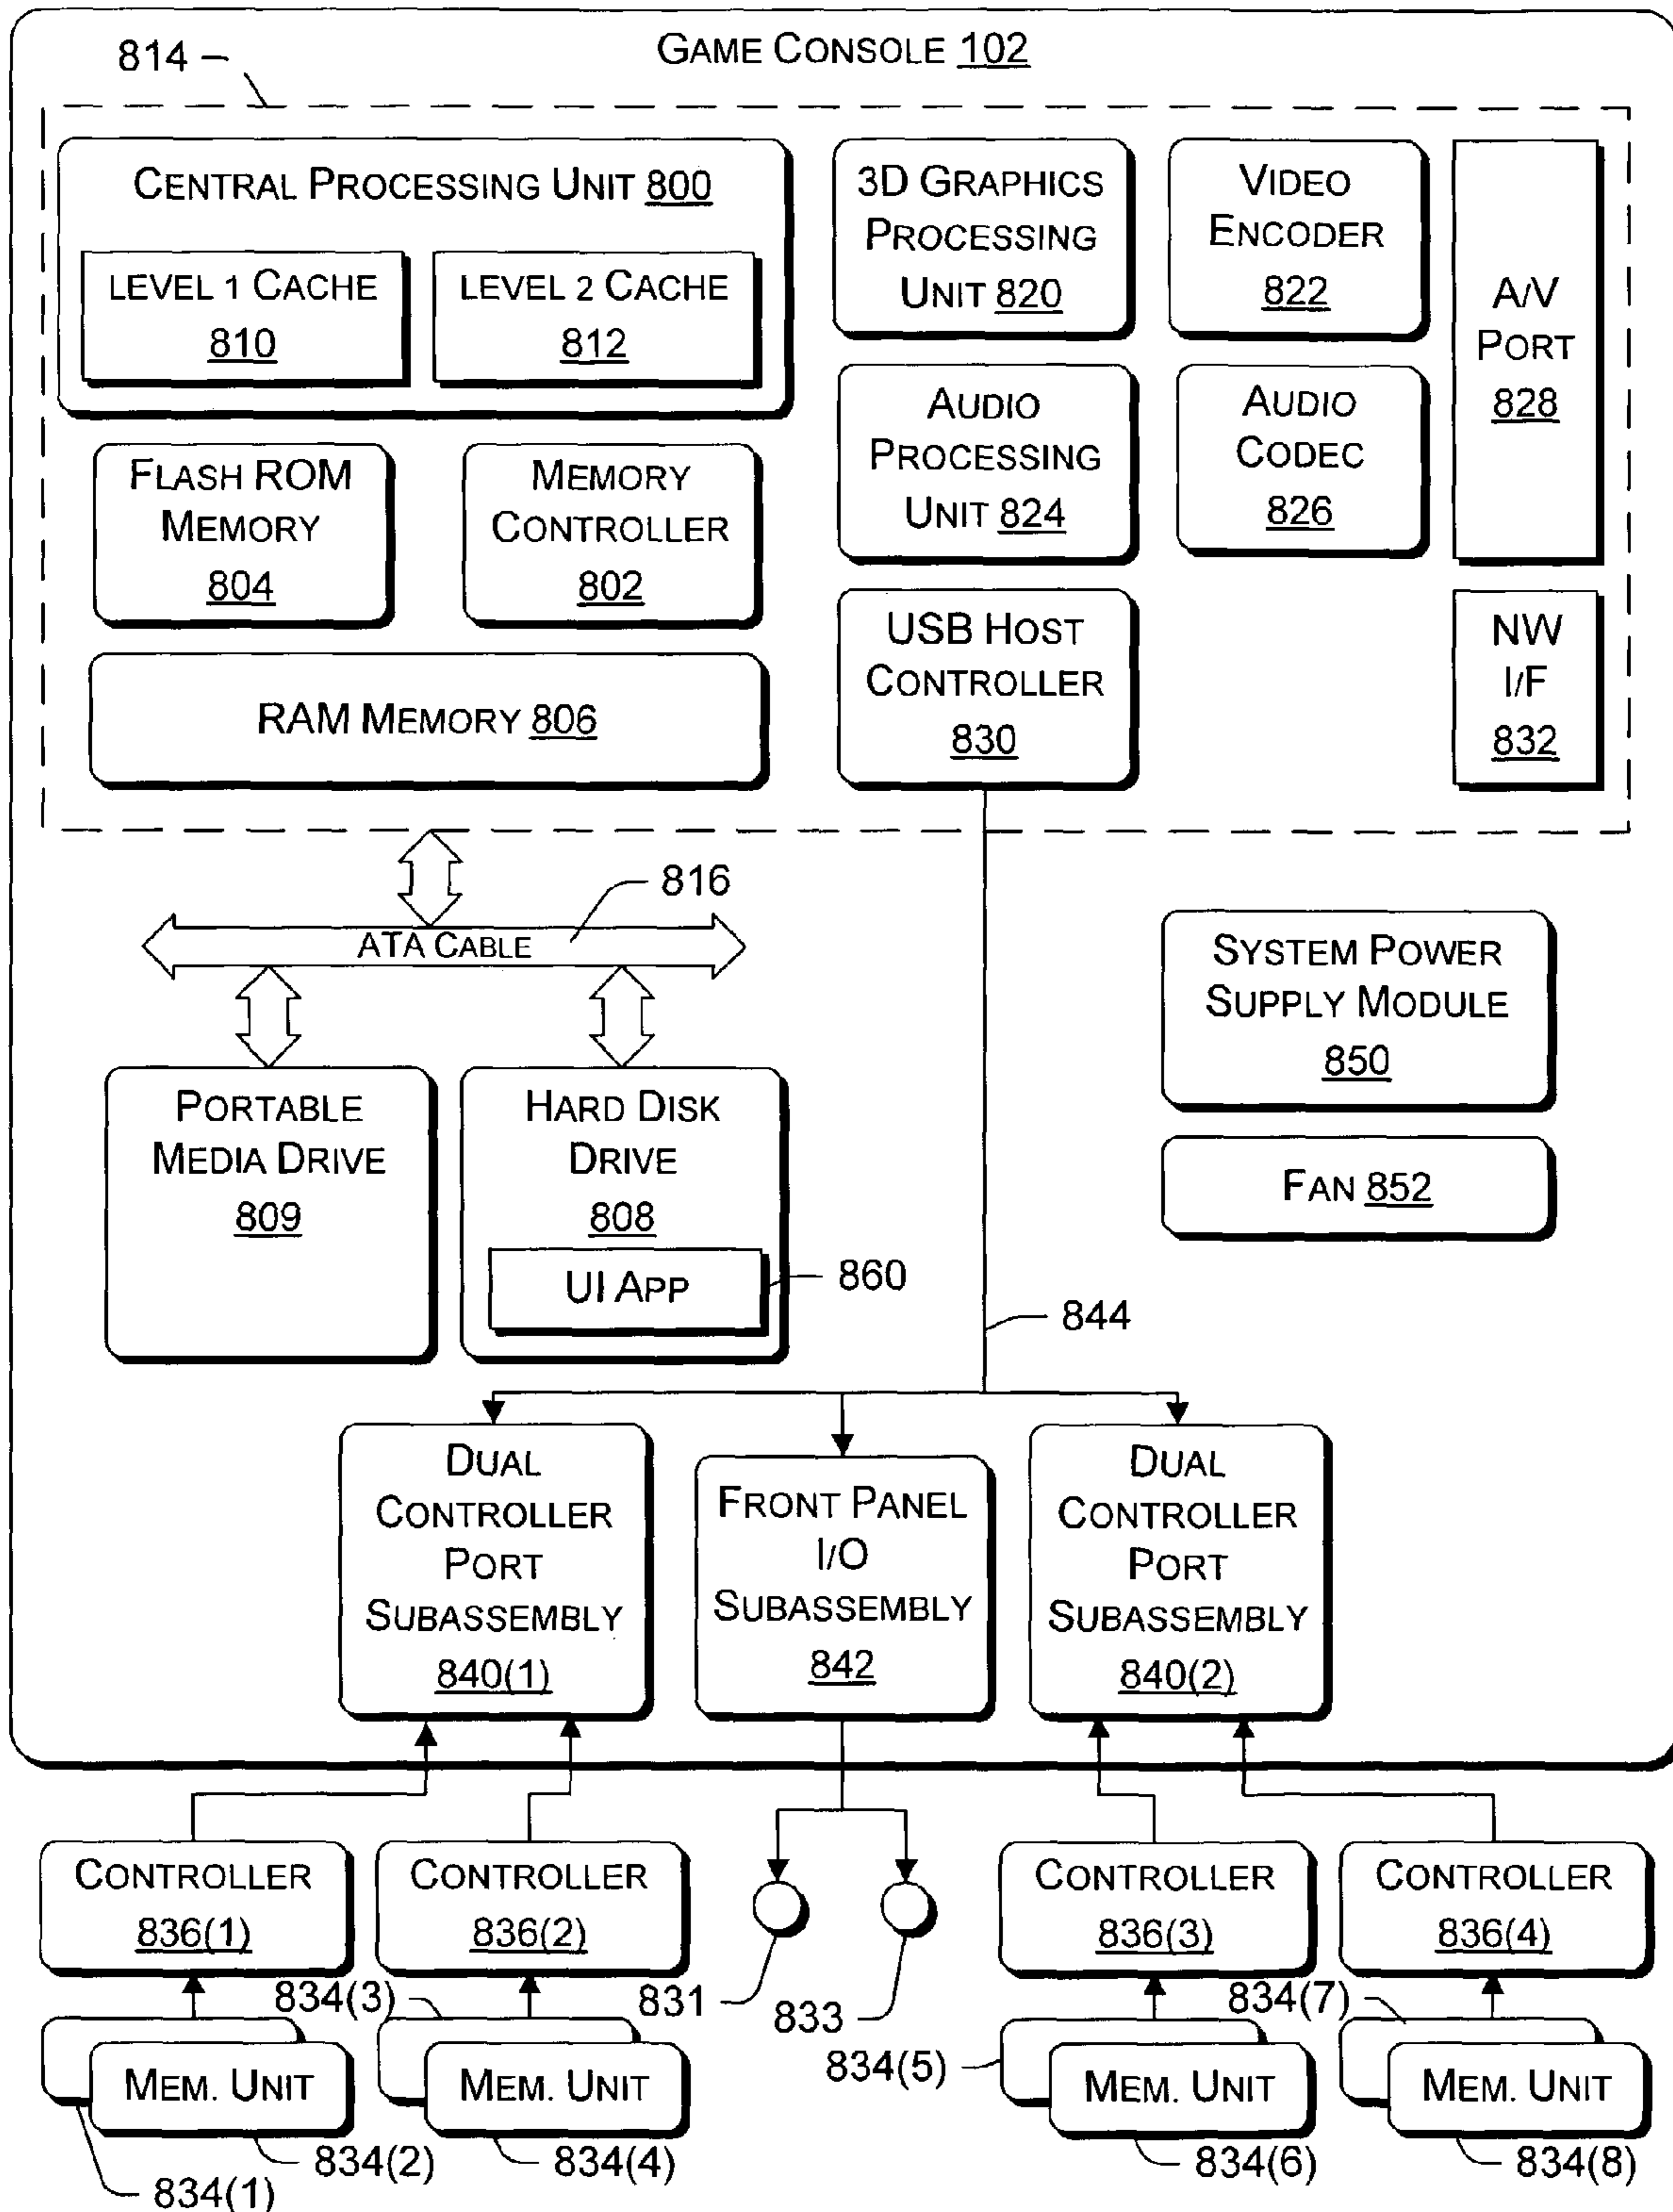 GAME CONSOLE 102
814
CENTRAL PROCESSING UNIT 800
LEVEL 1 CACHE
810
LEVEL 2 CACHE
812
3D GRAPHICS
PROCESSING
UNIT 820
VIDEO
ENCODER
822
A/V
PORT
828
AUDIO
PROCESSING
UNIT 824
AUDIO
CODEC
826
FLASH ROM
MEMORY
804
MEMORY
CONTROLLER
802
USB HOST
CONTROLLER
830
NW
I/F
832
RAM MEMORY 806
816
ATA CABLE
SYSTEM POWER
SUPPLY MODULE
850
PORTABLE
MEDIA DRIVE
809
HARD DISK
DRIVE
808
UI APP
860
FAN 852
844
DUAL
CONTROLLER
PORT
SUBASSEMBLY
840(1)
FRONT PANEL
I/O
SUBASSEMBLY
842
DUAL
CONTROLLER
PORT
SUBASSEMBLY
840(2)
CONTROLLER
836(1)
CONTROLLER
836(2)
831
833
CONTROLLER
836(3)
CONTROLLER
836(4)
834(3)
834(7)
834(5)
MEM. UNIT
MEM. UNIT
MEM. UNIT
MEM. UNIT
834(1)
834(2)
834(4)
834(6)
834(8)